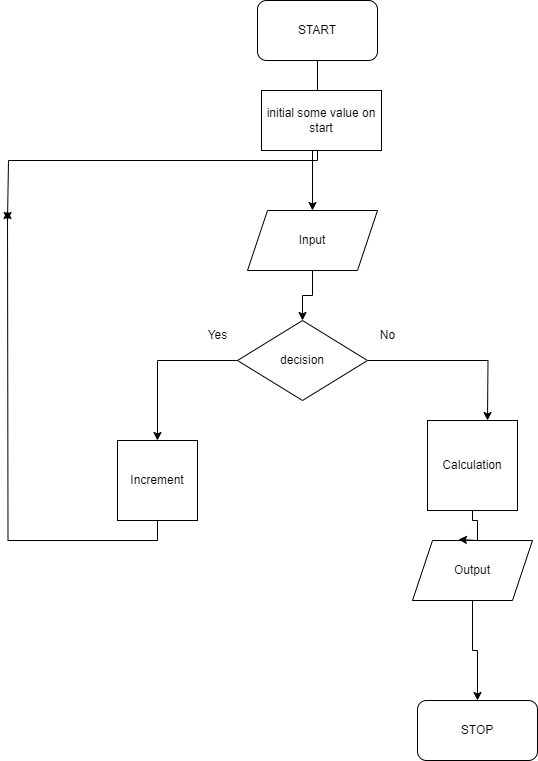 START
initial some value on
start
Input
Yes
No
decision
Calculation
Increment
Output
STOP